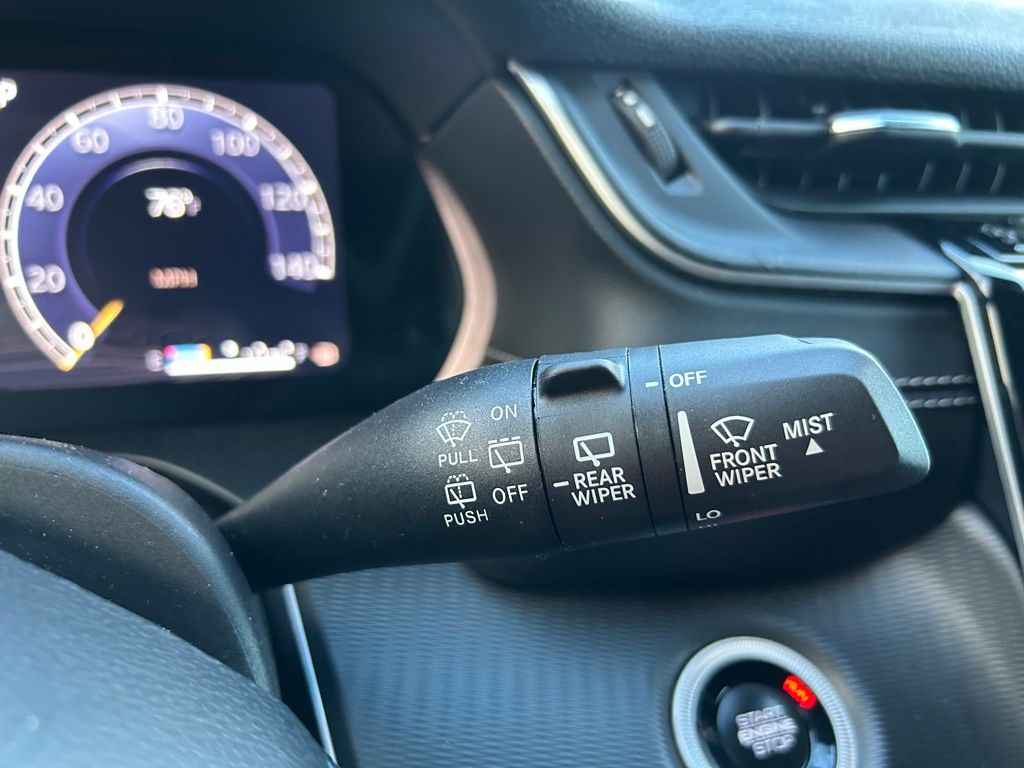 80
60
100
40
120
20
140
0
MPH
ON
PULL
OFF
PUSH
REAR
WIPER
OFF
FRONT
WIPER
MIST
LO
START
ENGINE
STOP
RUN